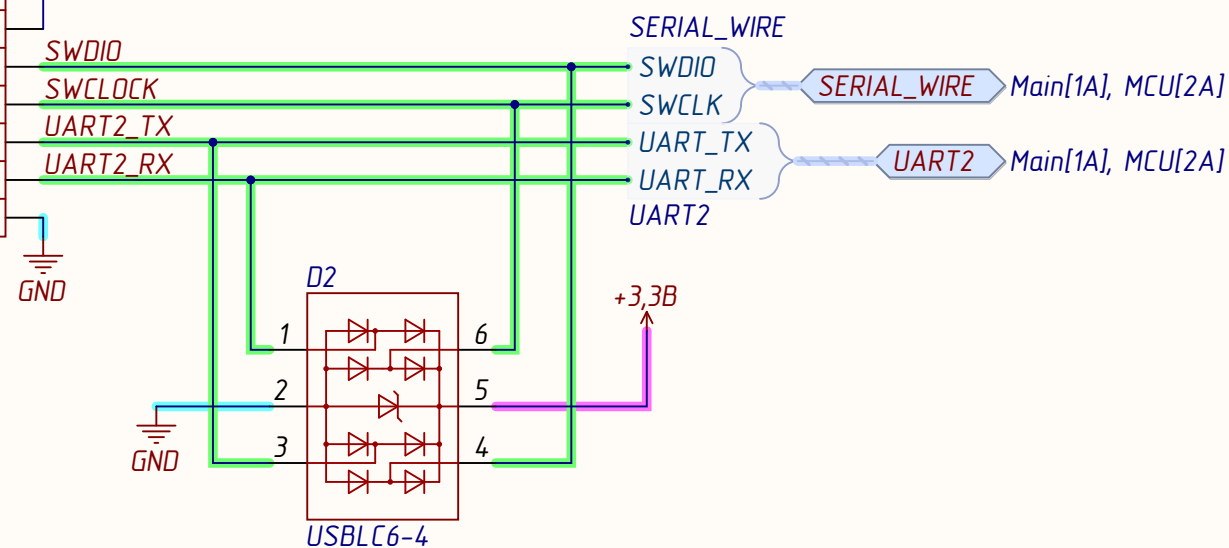 SERIAL_WIRE
SWDIO
SWDIO
SERIAL_WIRE
Main[1A], MCU[2A]
SWCLOCK
SWCLK
UART2_TX
UART_TX
UART2
Main[1A], MCU[2A]
UART2_RX
UART_RX
UART2
GND
D2
+3,3В
1
6
2
5
GND
3
4
USBLC6-4